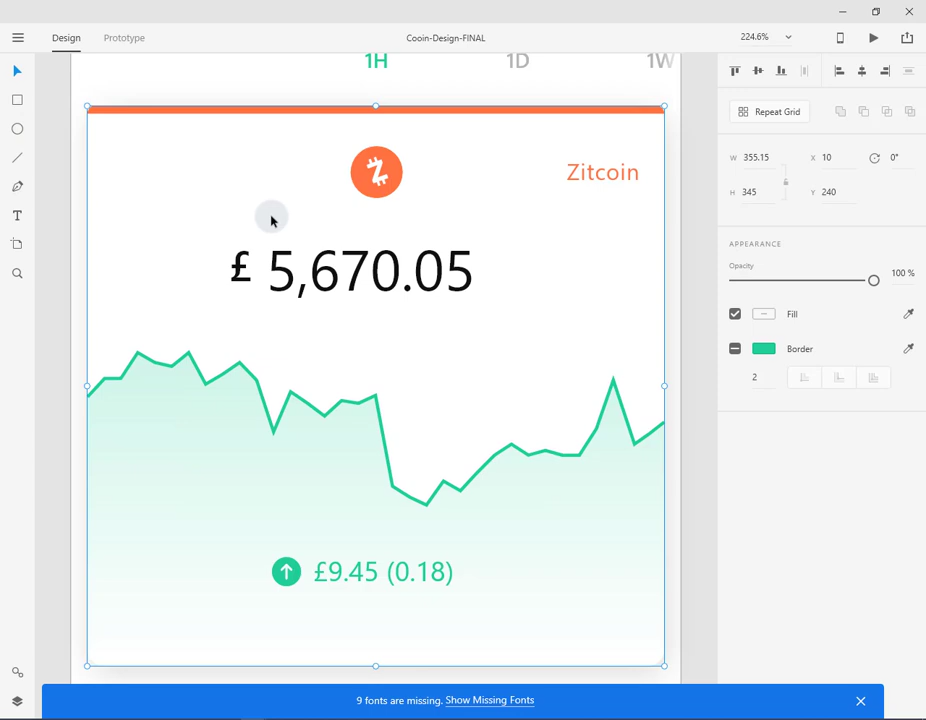 Design Prototype Cooin-Design-FINAL 224.6%
1H 1D 1W
Repeat Grid
W 355.15 X 10 0°
H 345 Y 240
Zitcoin
APPEARANCE
Opacity
100 %
£ 5,670.05
Fill
Border
2
£9.45 (0.18)
9 fonts are missing. Show Missing Fonts